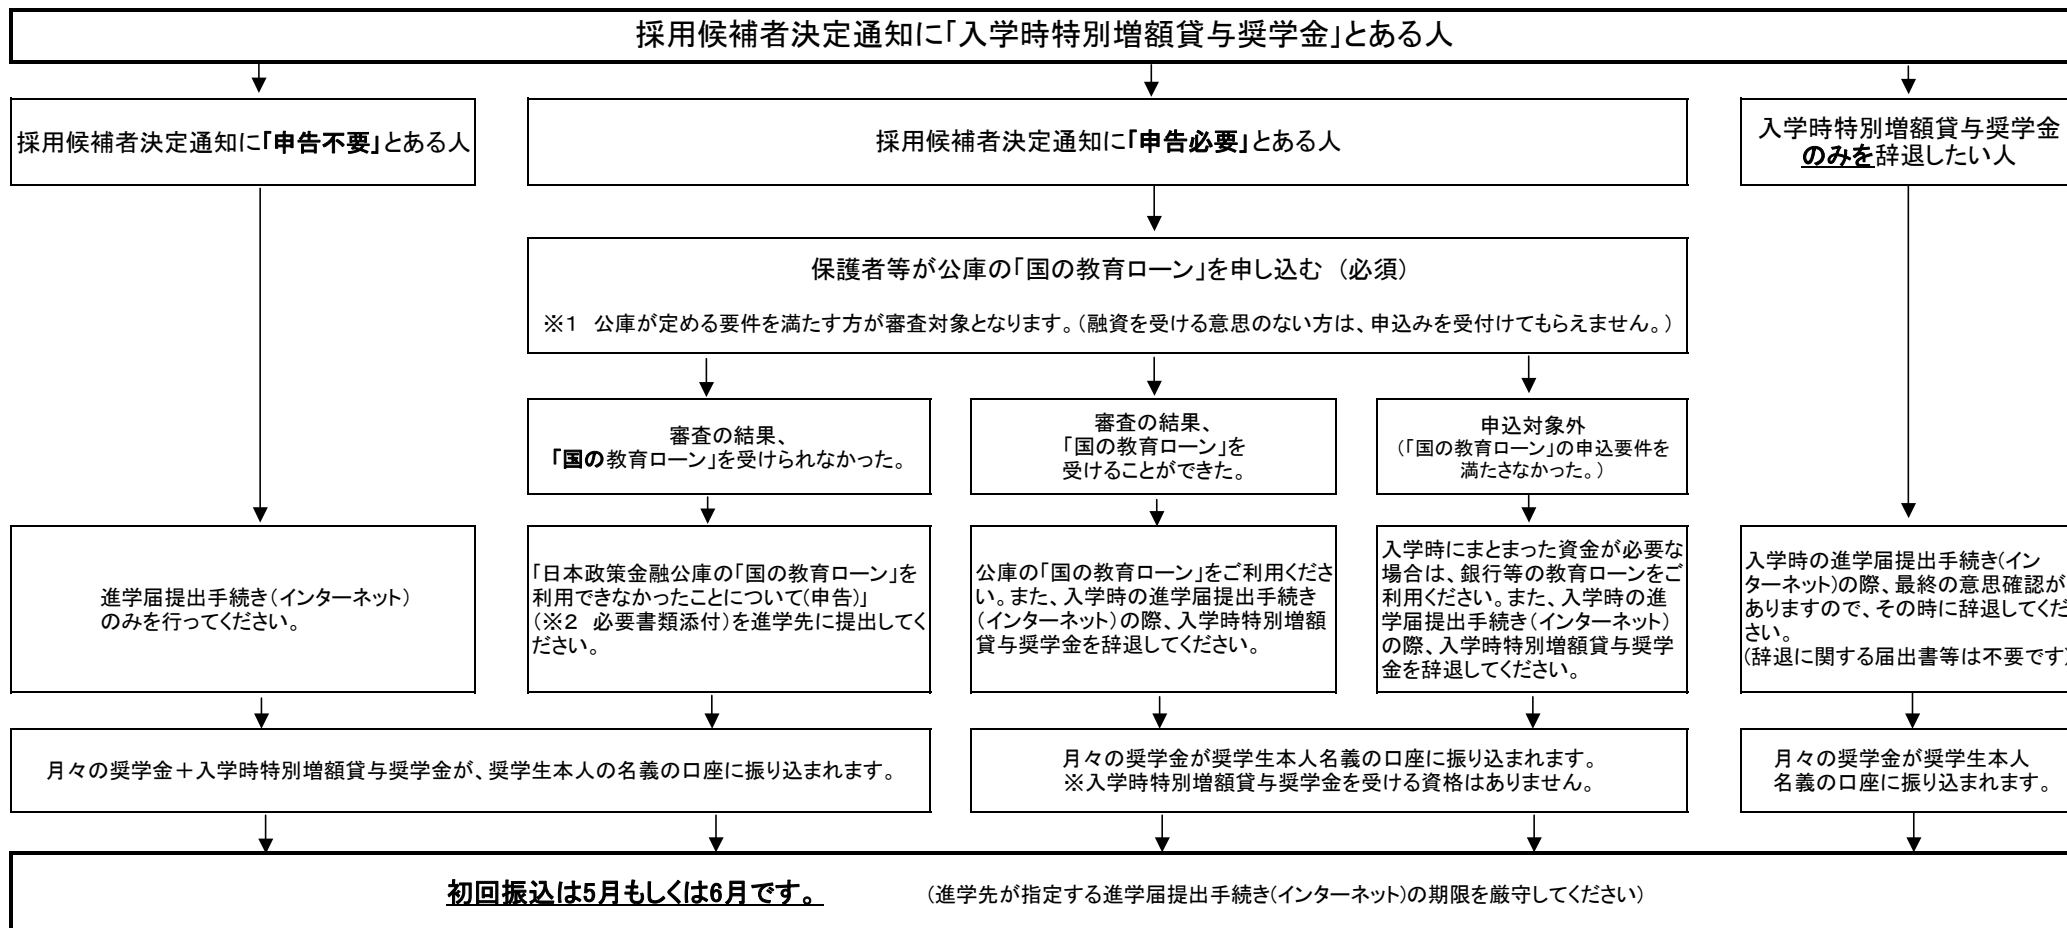 採用候補者決定通知に「入学時特別増額貸与奨学金」とある人
採用候補者決定通知に「申告不要」とある人
採用候補者決定通知に「申告必要」とある人
入学時特別増額貸与奨学金
のみを辞退したい人
保護者等が公庫の「国の教育ローン」を申し込む （必須）
※1 公庫が定める要件を満たす方が審査対象となります。（融資を受ける意思のない方は、申込みを受付けてもらえません。）
審査の結果、
「国の教育ローン」を受けられなかった。
審査の結果、
「国の教育ローン」を
受けることができた。
申込対象外
（「国の教育ローン」の申込要件を
満たさなかった。）
進学届提出手続き（インターネット）
のみを行ってください。
「日本政策金融公庫の「国の教育ローン」を
利用できなかったことについて（申告）」
（※2 必要書類添付）を進学先に提出してく
ださい。
公庫の「国の教育ローン」をご利用くださ
い。また、入学時の進学届提出手続き
（インターネット）の際、入学時特別増額
貸与奨学金を辞退してください。
入学時にまとまった資金が必要な
場合は、銀行等の教育ローンをご
利用ください。また、入学時の進
学届提出手続き（インターネット）
の際、入学時特別増額貸与奨学
金を辞退してください。
入学時の進学届提出手続き(イン
ターネット)の際、最終の意思確認が
ありますので、その時に辞退してくだ
さい。
(辞退に関する届出書等は不要です)
月々の奨学金＋入学時特別増額貸与奨学金が、奨学生本人の名義の口座に振り込まれます。
月々の奨学金が奨学生本人名義の口座に振り込まれます。
※入学時特別増額貸与奨学金を受ける資格はありません。
月々の奨学金が奨学生本人
名義の口座に振り込まれます。
初回振込は5月もしくは6月です。 （進学先が指定する進学届提出手続き(インターネット)の期限を厳守してください）